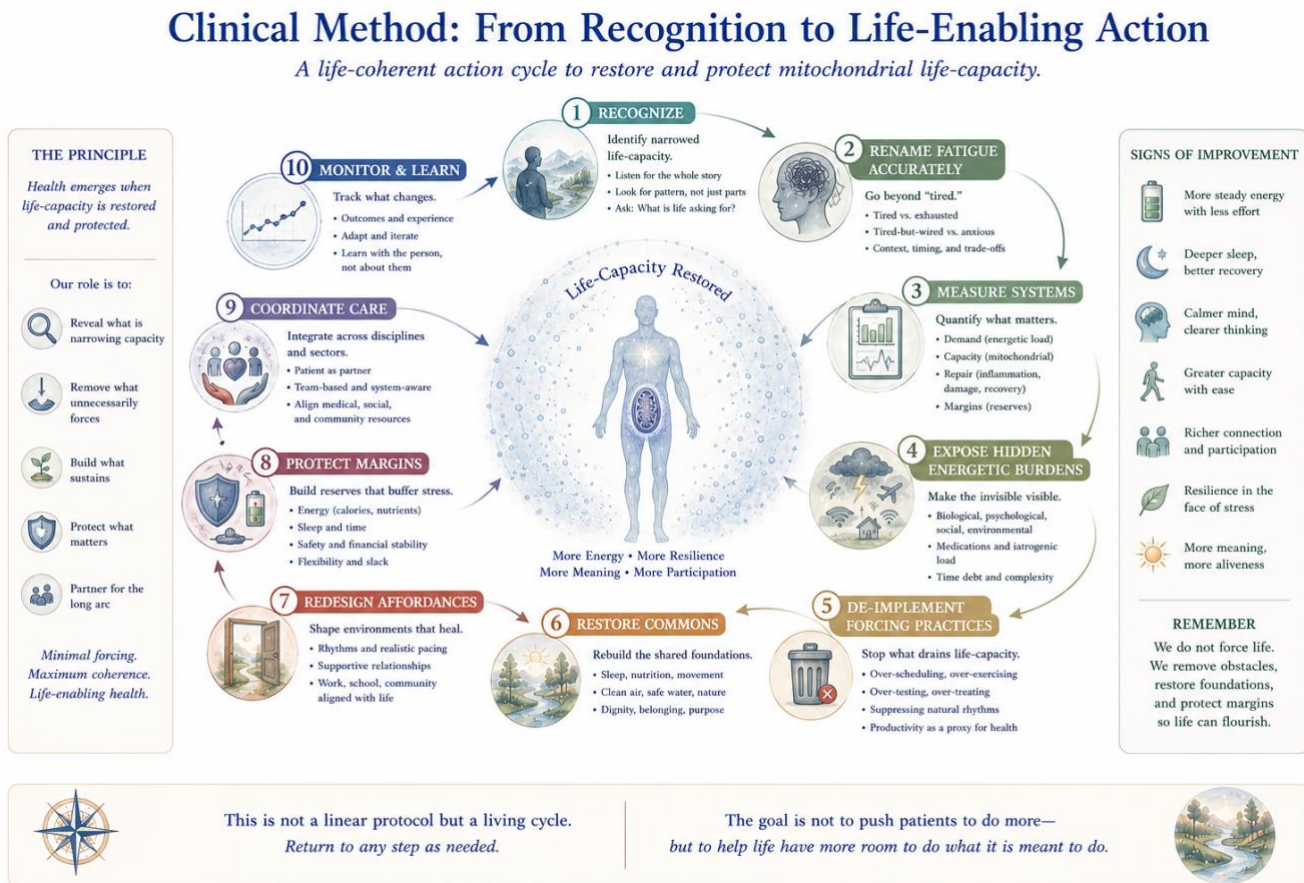 Clinical Method: From Recognition to Life-Enabling Action
A life-coherent action cycle to restore and protect mitochondrial life-capacity.
THE PRINCIPLE
Health emerges when
life-capacity is restored
and protected.
Our role is to:
Reveal what is
narrowing capacity
Remove what
unnecessarily
forces
Build what
sustains
Protect what
matters
Partner for the
long arc
Minimal forcing.
Maximum coherence.
Life-enabling health.
1 RECOGNIZE
Identify narrowed
life-capacity.
• Listen for the whole story
• Look for pattern, not just parts
• Ask: What is life asking for?
2 RENAME FATIGUE
ACCURATELY
Go beyond “tired.”
• Tired vs. exhausted
• Tired-but-wired vs. anxious
• Context, timing, and trade-offs
3 MEASURE SYSTEMS
Quantify what matters.
• Demand (energetic load)
• Capacity (mitochondrial)
• Repair (inflammation,
damage, recovery)
• Margins (reserves)
4 EXPOSE HIDDEN
ENERGETIC BURDENS
Make the invisible visible.
• Biological, psychological,
social, environmental
• Medications and iatrogenic
load
• Time debt and complexity
5 DE-IMPLEMENT
FORCING PRACTICES
Stop what drains life-capacity.
• Over-scheduling, over-exercising
• Over-testing, over-treating
• Suppressing natural rhythms
• Productivity as a proxy for health
6 RESTORE COMMONS
Rebuild the shared foundations.
• Sleep, nutrition, movement
• Clean air, safe water, nature
• Dignity, belonging, purpose
7 REDESIGN AFFORDANCES
Shape environments that heal.
• Rhythms and realistic pacing
• Supportive relationships
• Work, school, community
aligned with life
8 PROTECT MARGINS
Build reserves that buffer stress.
• Energy (calories, nutrients)
• Sleep and time
• Safety and financial stability
• Flexibility and slack
9 COORDINATE CARE
Integrate across disciplines
and sectors.
• Patient as partner
• Team-based and system-aware
• Align medical, social,
and community resources
10 MONITOR & LEARN
Track what changes.
• Outcomes and experience
• Adapt and iterate
• Learn with the person,
not about them
Life-Capacity Restored
More Energy • More Resilience
More Meaning • More Participation
SIGNS OF IMPROVEMENT
More steady energy
with less effort
Deeper sleep,
better recovery
Calmer mind,
clearer thinking
Greater capacity
with ease
Richer connection
and participation
Resilience in the
face of stress
More meaning,
more aliveness
REMEMBER
We do not force life.
We remove obstacles,
restore foundations,
and protect margins
so life can flourish.
This is not a linear protocol but a living cycle.
Return to any step as needed.
The goal is not to push patients to do more—
but to help life have more room to do what it is meant to do.